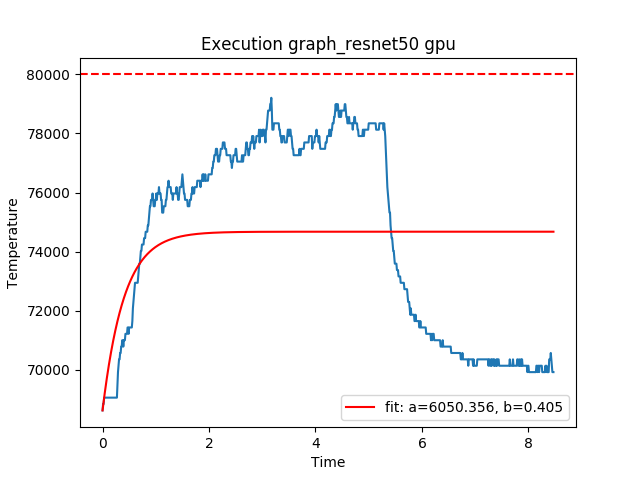 Execution graph_resnet50 gpu
Temperature
80000
78000
76000
74000
72000
70000
fit: a=6050.356, b=0.405
0 2 4 6 8
Time